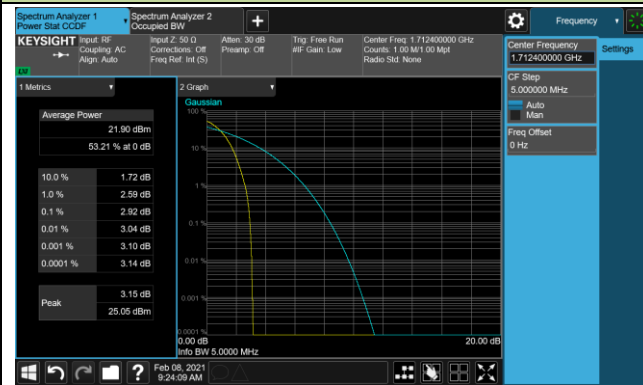 Spectrum Analyzer 1
Power Stat CCDF
Spectrum Analyzer 2
Occupied BW
Frequency
KEYSIGHT
Input: RF
Coupling: AC
Align: Auto
Input Z: 50 Ω
Corrections: Off
Freq Ref: Int (S)
Atten: 30 dB
Preamp: Off
Trig: Free Run
#IF Gain: Low
Center Freq: 1.712400000 GHz
Counts: 1.00 M/1.00 Mpt
Radio Std: None
Center Frequency
1.712400000 GHz
Settings
CF Step
5.000000 MHz
Auto
Man
Freq Offset
0 Hz
1 Metrics
Average Power
21.90 dBm
53.21 % at 0 dB
10.0 % 1.72 dB
1.0 % 2.59 dB
0.1 % 2.92 dB
0.01 % 3.04 dB
0.001 % 3.10 dB
0.0001 % 3.14 dB
Peak
3.15 dB
25.05 dBm
2 Graph
Gaussian
100 %
10 %
1 %
0.1 %
0.01 %
0.001 %
0.0001 %
0.00 dB
20.00 dB
Info BW 5.0000 MHz
?
Feb 08, 2021
9:24:09 AM